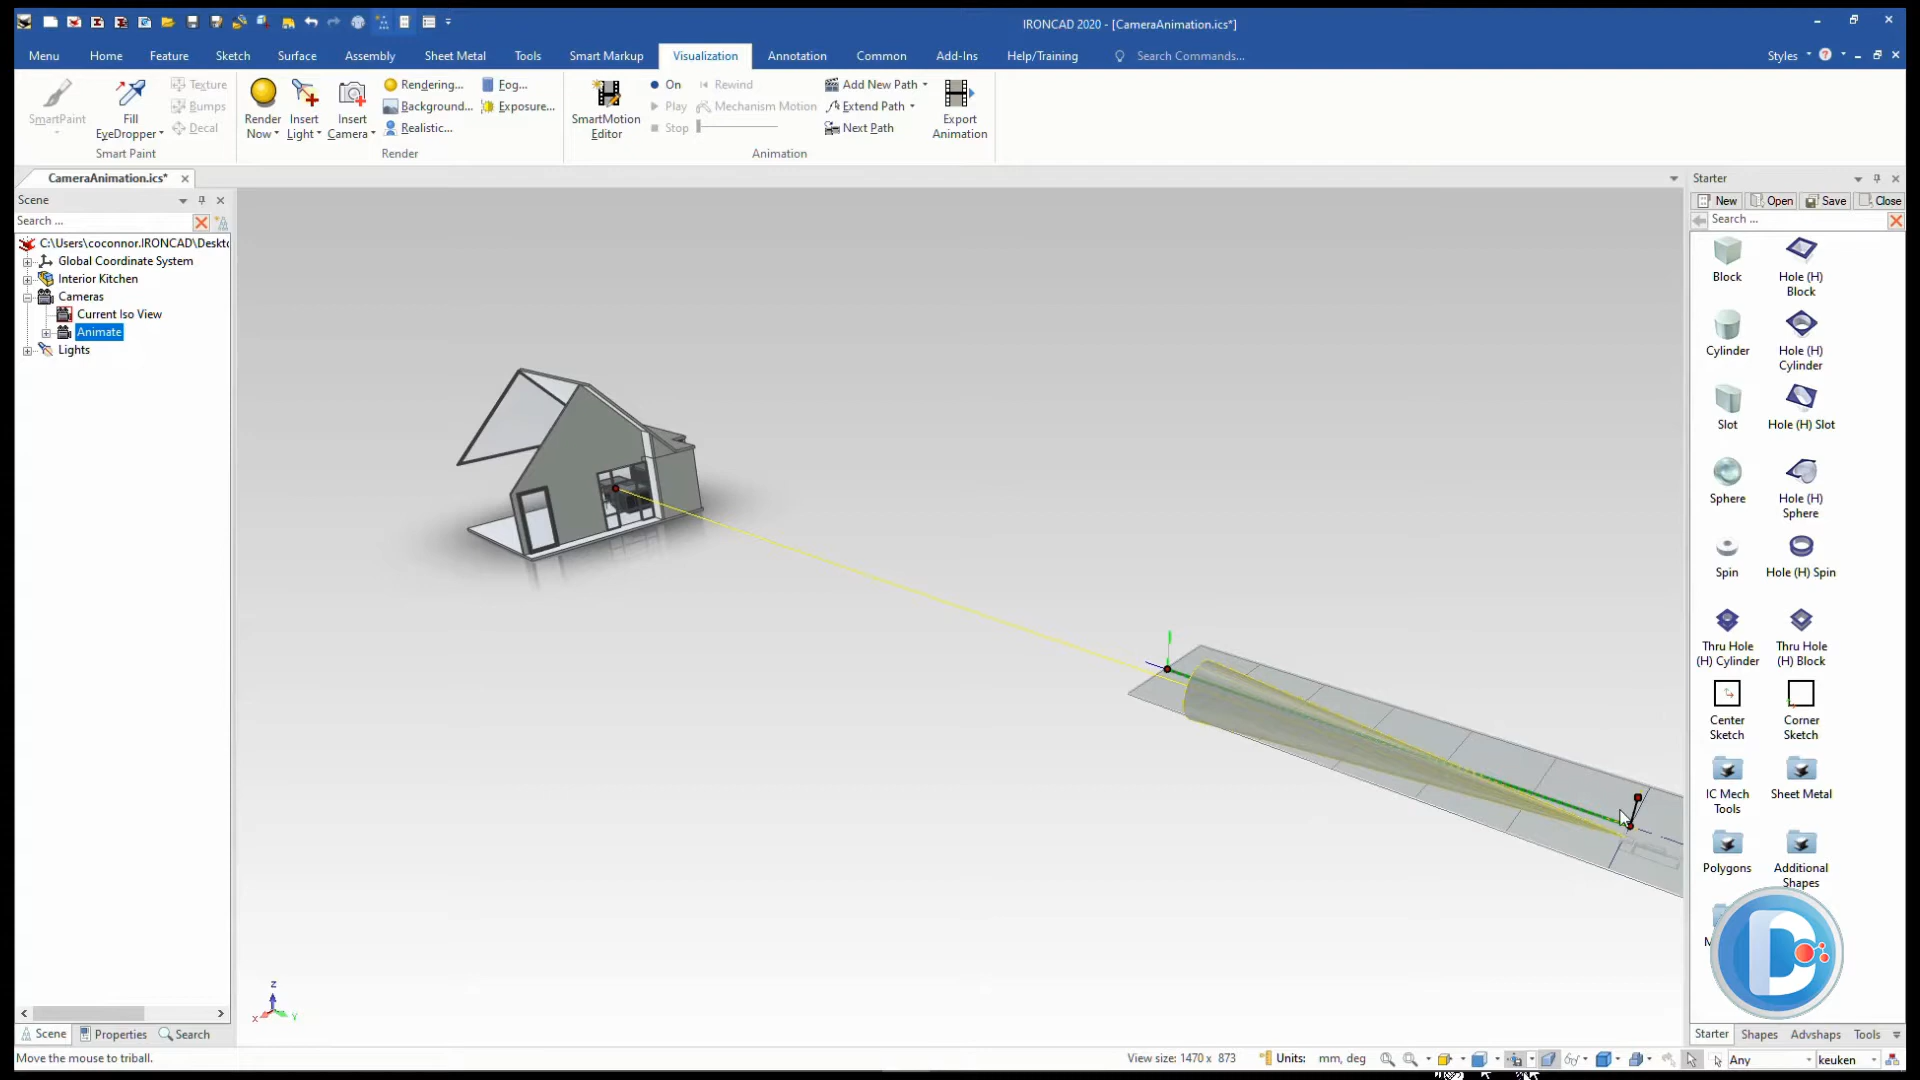 IRONCAD 2020 - [CameraAnimation.ics*]
Menu Home Feature Sketch Surface Assembly Sheet Metal Tools Smart Markup Visualization Annotation Common Add-Ins Help/Training Search Commands... Styles
SmartPaint Fill EyeDropper Texture Bumps Decal
Smart Paint
Render Now Insert Light Insert Camera Rendering... Background... Realistic... Fog... Exposure...
Render
SmartMotion Editor On Play Stop Rewind Mechanism Motion Add New Path Extend Path Next Path Export Animation
Animation
CameraAnimation.ics*
Scene
Search ...
C:\Users\coconnor.IRONCAD\Deskto
Global Coordinate System
Interior Kitchen
Cameras
Current Iso View
Animate
Lights
Z
X Y
Scene Properties Search
Starter
New Open Save Close
Search ...
Block Hole (H) Block
Cylinder Hole (H) Cylinder
Slot Hole (H) Slot
Sphere Hole (H) Sphere
Spin Hole (H) Spin
Thru Hole (H) Cylinder Thru Hole (H) Block
Center Sketch Corner Sketch
IC Mech Tools Sheet Metal
Polygons Additional Shapes
Starter Shapes Advshaps Tools
Move the mouse to triball. View size: 1470 x 873 Units: mm, deg Any keuken